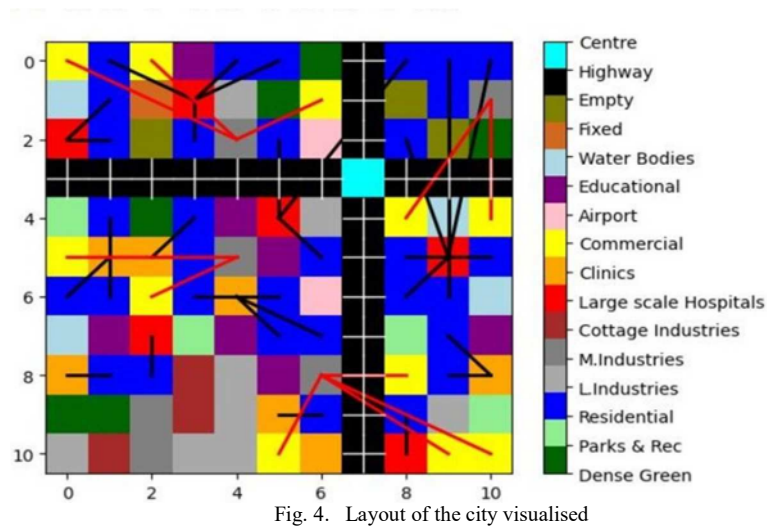 0
2
4
6
8
10
0
2
4
6
8
10
Centre
Highway
Empty
Fixed
Water Bodies
Educational
Airport
Commercial
Clinics
Large scale Hospitals
Cottage Industries
M.Industries
L.Industries
Residential
Parks & Rec
Dense Green
Fig. 4. Layout of the city visualised